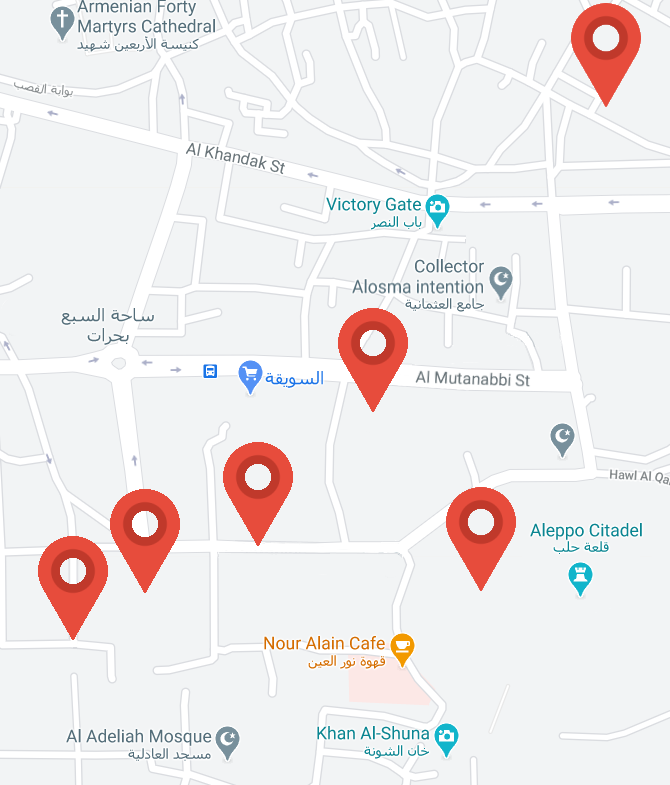 Armenian Forty
Martyrs Cathedral
كنيسة الأربعين شهيد
بوابة القصب
Al Khandak St
Victory Gate
باب النصر
Collector
Alosma intention
جامع العثمانية
ساحة السبع
بحرات
السويقة
Al Mutanabbi St
Hawl Al Qal
Aleppo Citadel
قلعة حلب
Nour Alain Cafe
قهوة نور العين
Al Adeliah Mosque
مسجد العادلية
Khan Al-Shuna
خان الشونة